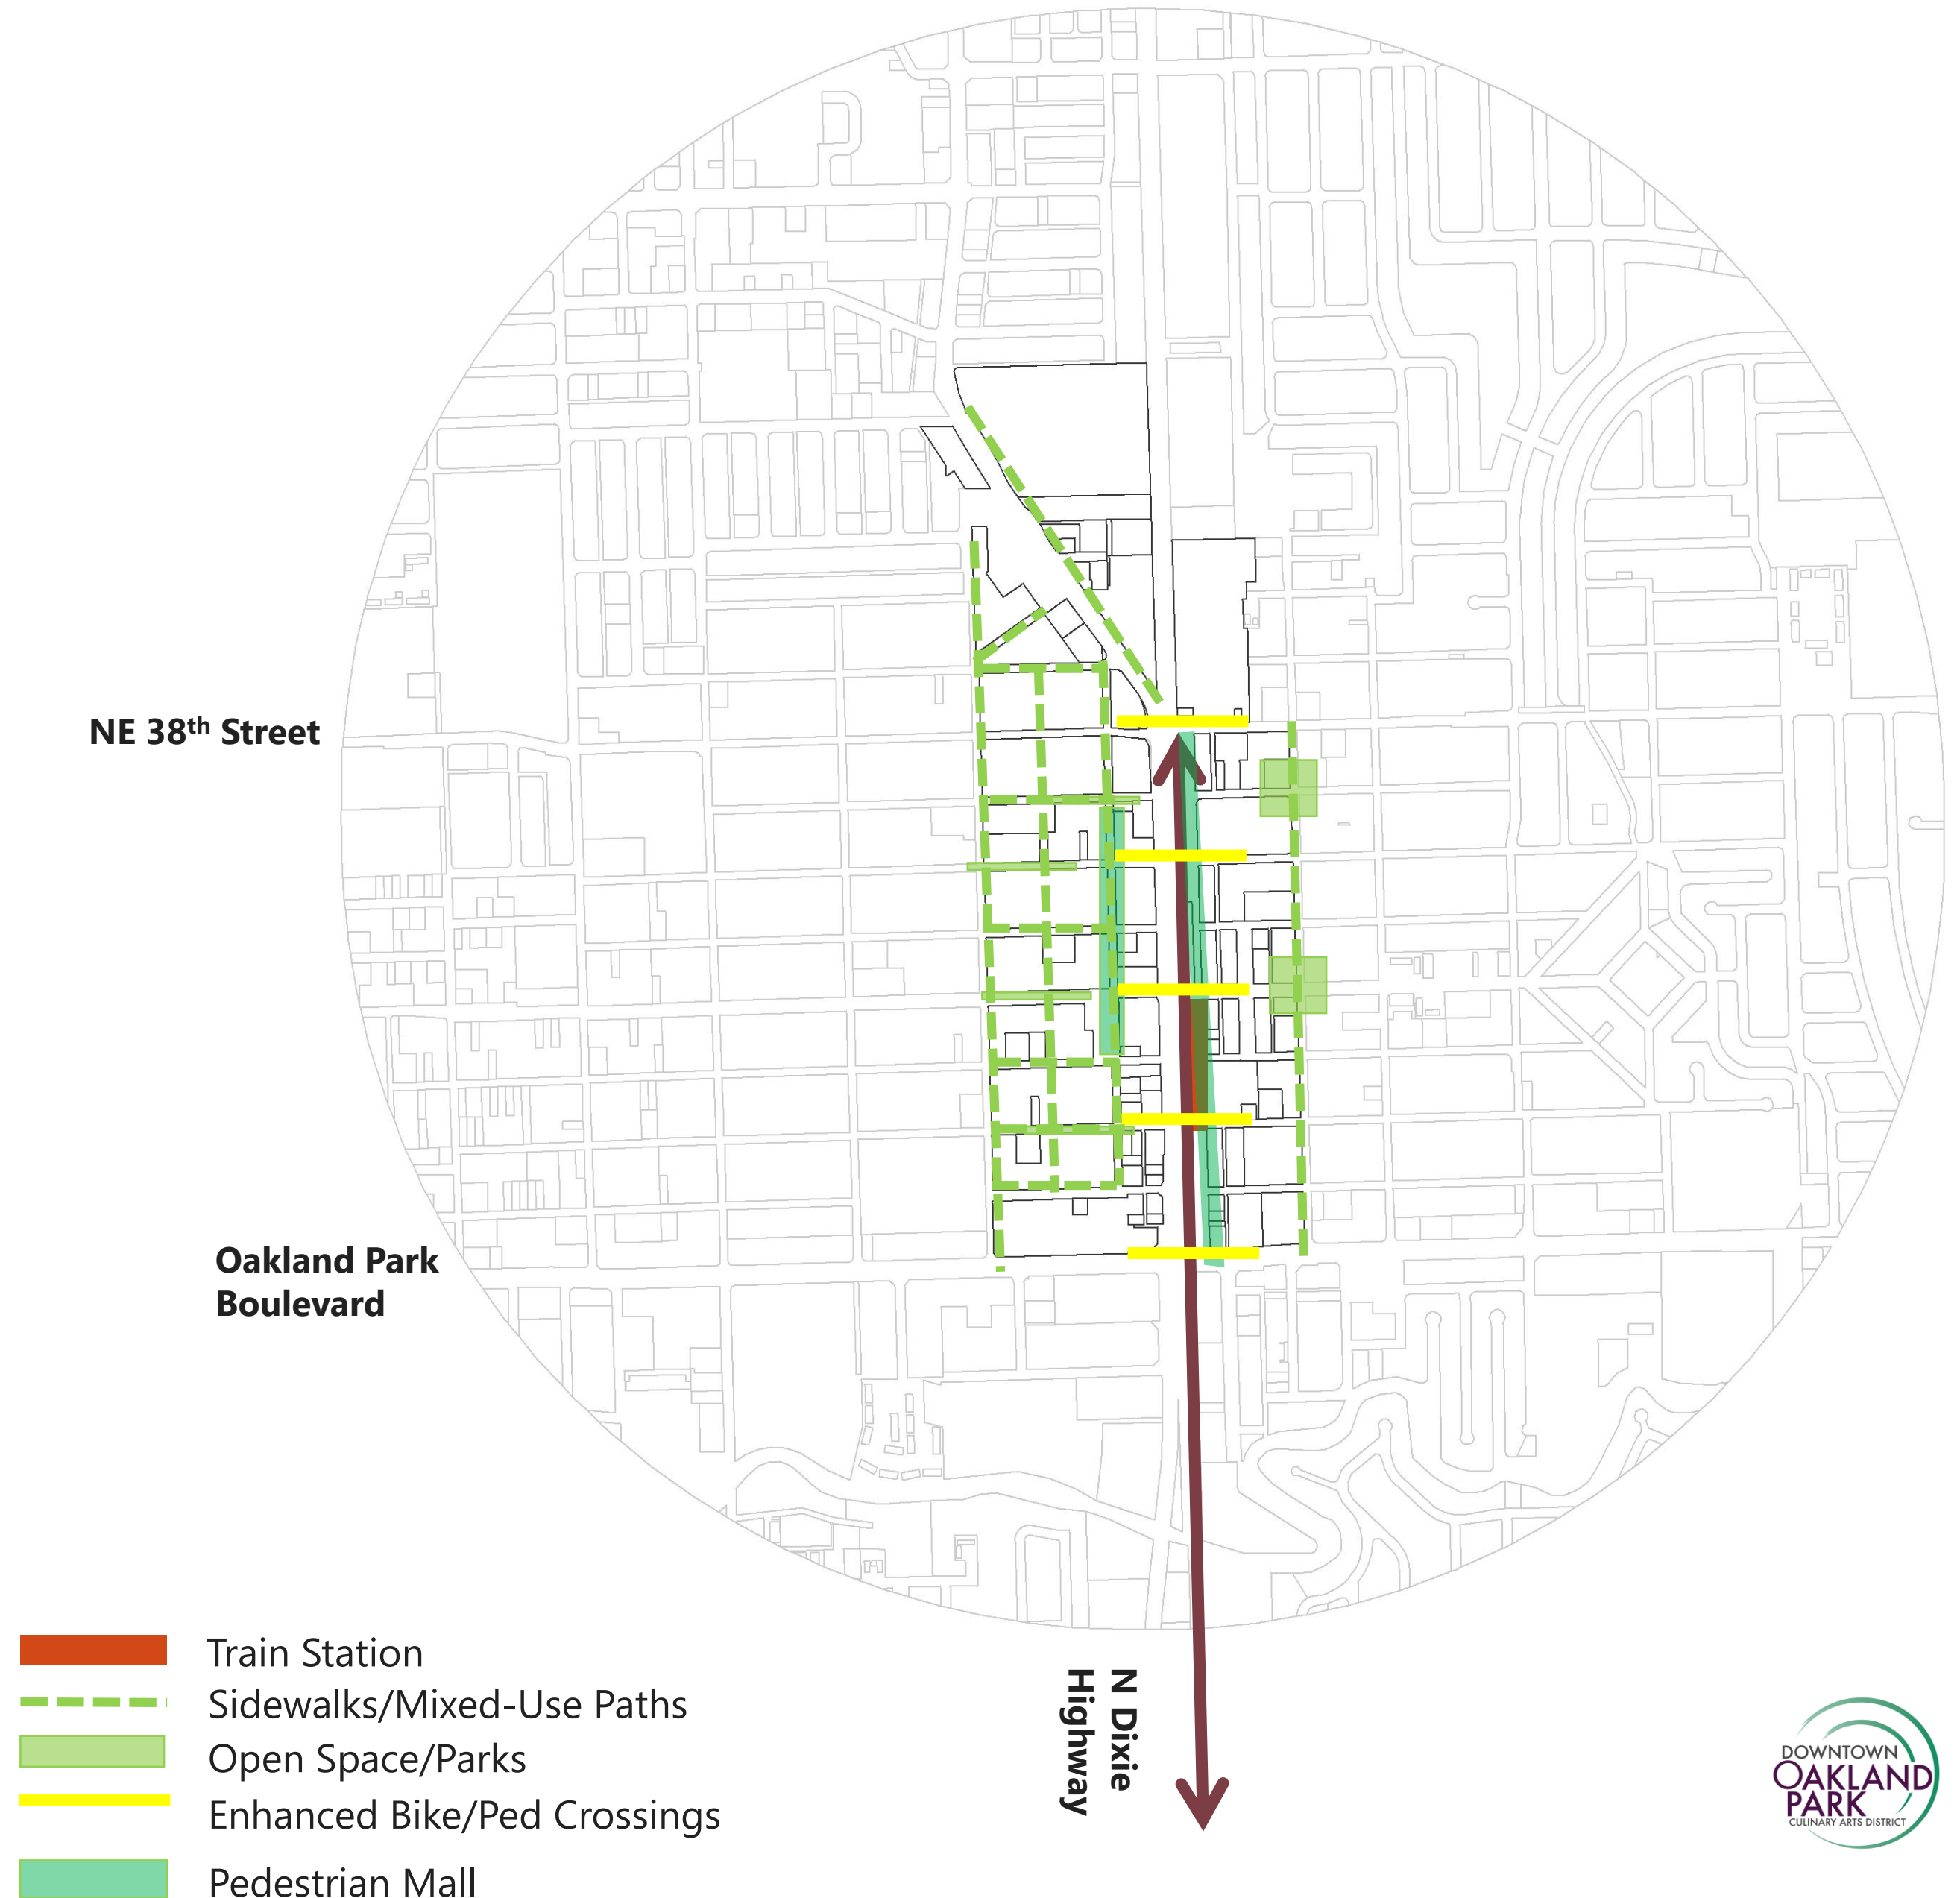 NE 38th Street
Oakland Park
Boulevard
N Dixie
Highway
Train Station
Sidewalks/Mixed-Use Paths
Open Space/Parks
Enhanced Bike/Ped Crossings
Pedestrian Mall
DOWNTOWN
OAKLAND
PARK
CULINARY ARTS DISTRICT